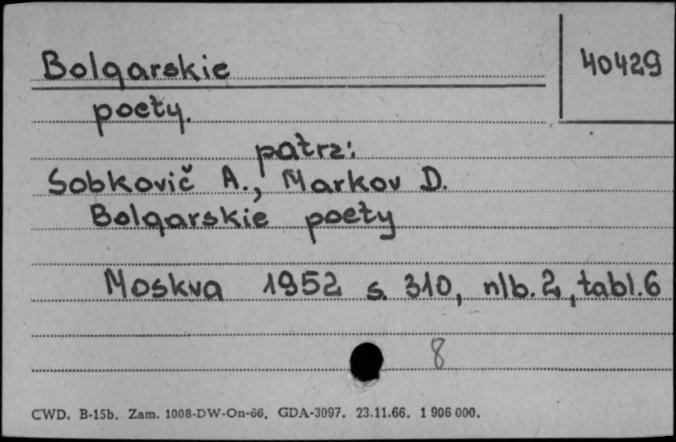 Bolgarskie
40429
poety.
patrz:
Sobkovič A., Markov D.
Bolgarskie poety
Moskva 1952 s. 310, nlb. 2, tabl. 6
8
CWD. B-15b. Zam. 1008-DW-On-66. GDA-3097. 23.11.66. 1 906 000.